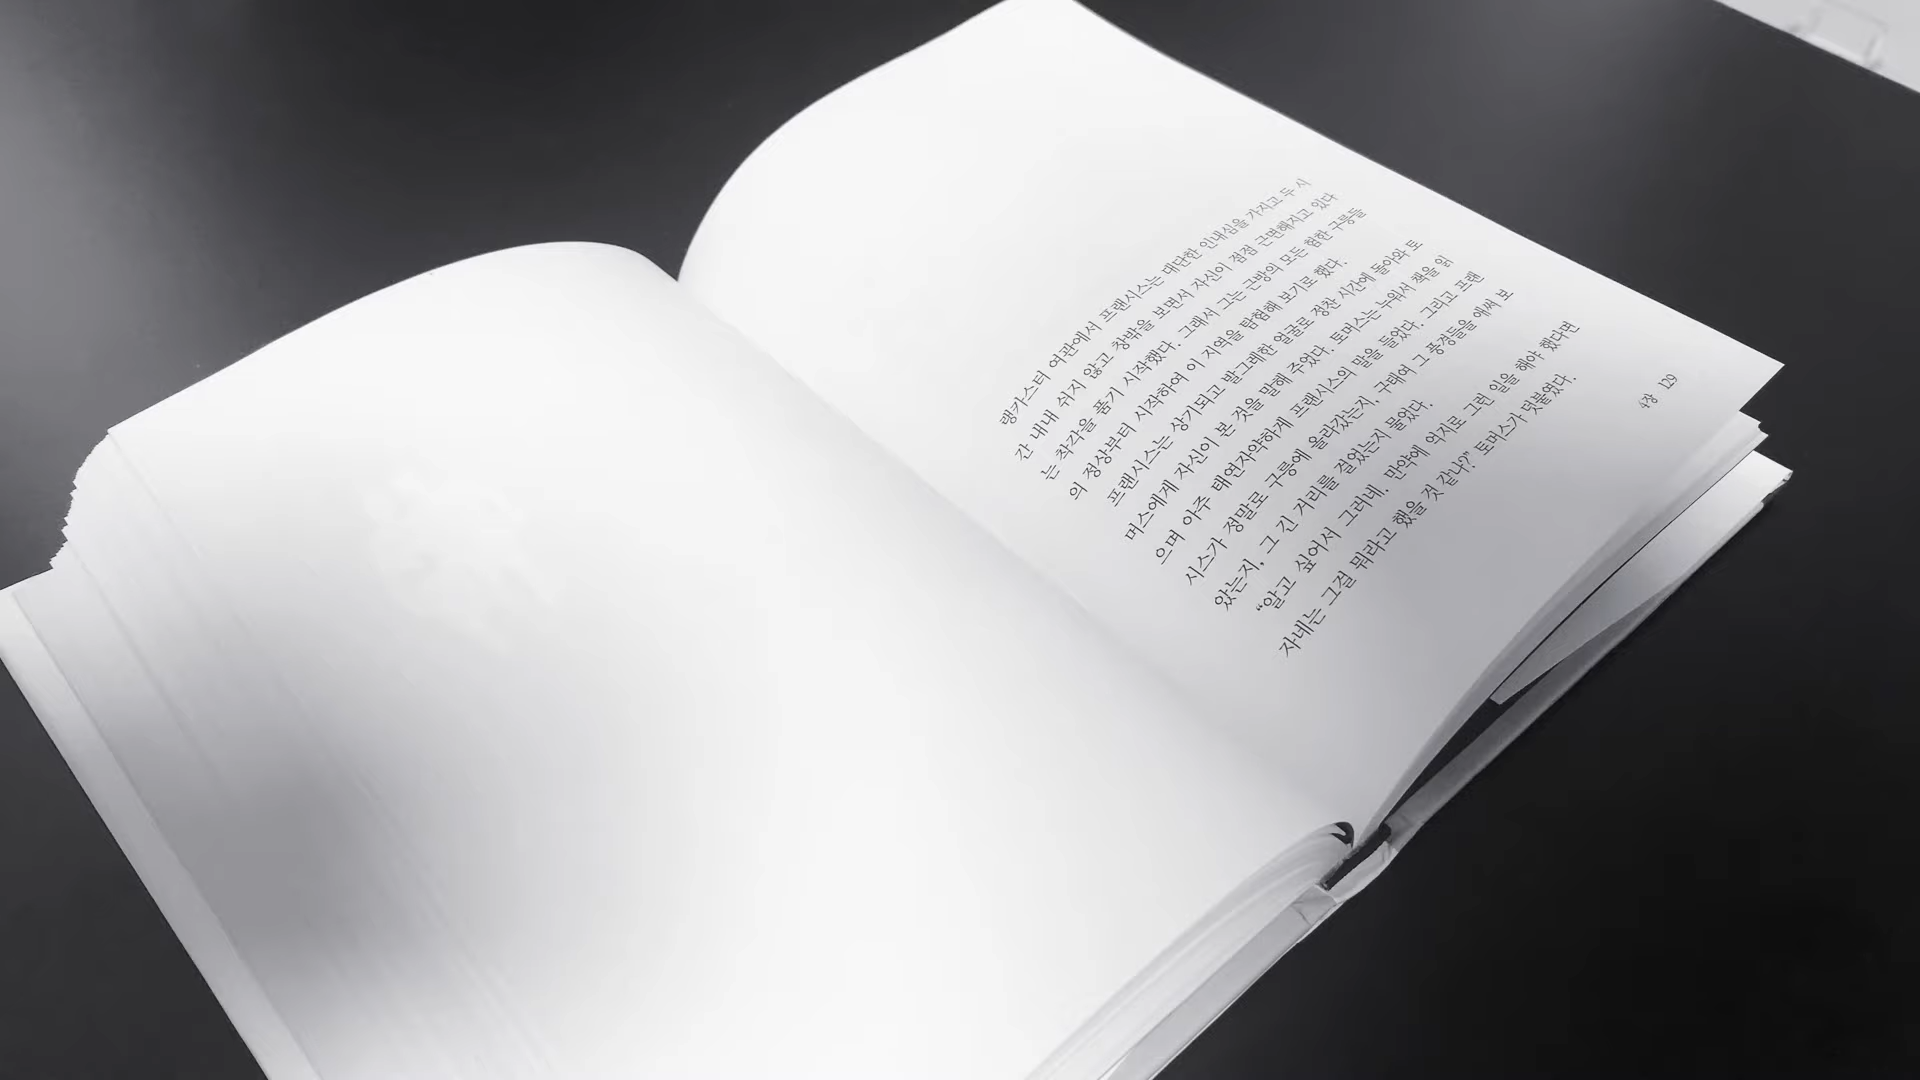 랭카스터 여관에서 프랜시스는 대단한 인내심을 가지고 두 시
간 내내 쉬지 않고 창밖을 보면서 자신이 점점 근면해지고 있다
는 착각을 품기 시작했다. 그래서 그는 근방의 모든 험한 구릉들
의 정상부터 시작하여 이 지역을 탐험해 보기로 했다.
프랜시스는 상기되고 발그레한 얼굴로 정찬 시간에 돌아와 토
머스에게 자신이 본 것을 말해 주었다. 토머스는 누워서 책을 읽
으며 아주 태연자약하게 프랜시스의 말을 들었다. 그리고 프랜
시스가 정말로 구릉에 올라갔는지, 구태여 그 풍경들을 애써 보
았는지, 그 긴 거리를 걸었는지 물었다.
“알고 싶어서 그러네. 만약에 억지로 그런 일을 해야 했다면
자네는 그걸 뭐라고 했을 것 같나?” 토머스가 덧붙였다.
4장 129